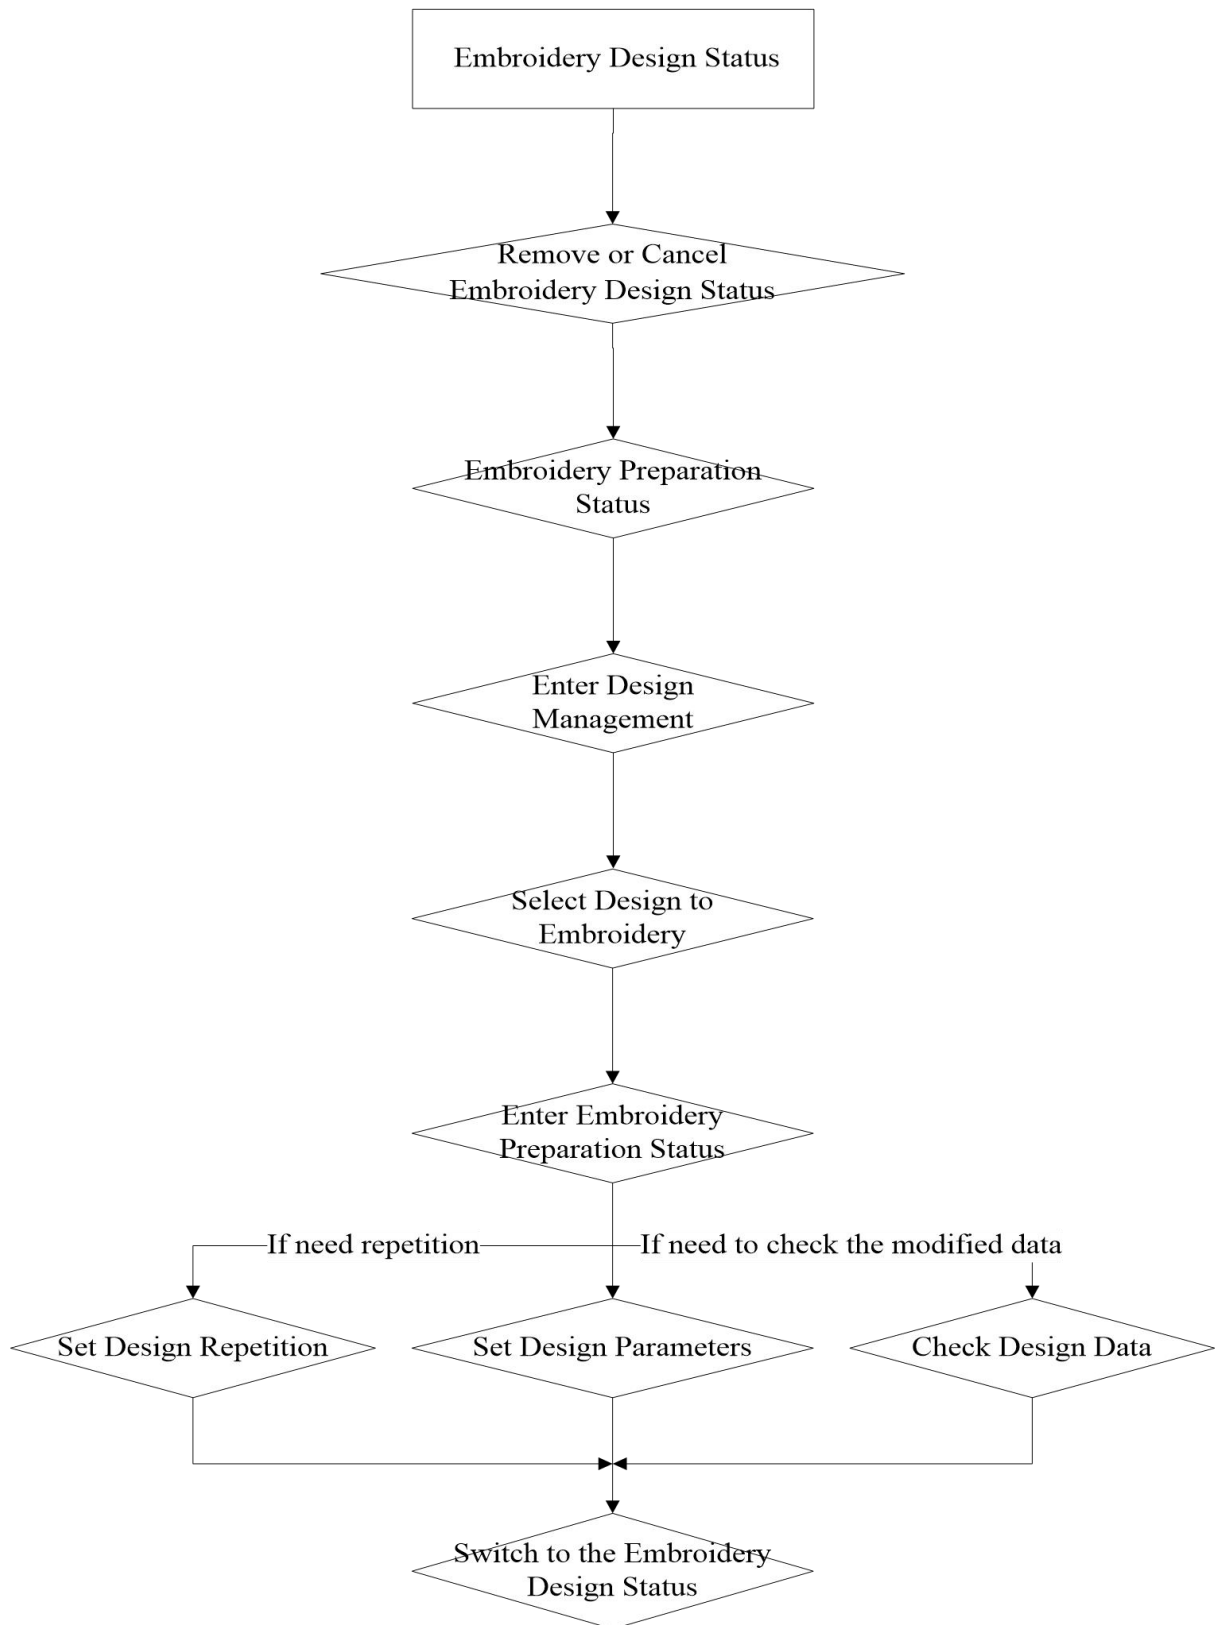 Embroidery Design Status
Remove or Cancel
Embroidery Design Status
Embroidery Preparation
Status
Enter Design
Management
Select Design to
Embroidery
Enter Embroidery
Preparation Status
If need repetition
If need to check the modified data
Set Design Repetition
Set Design Parameters
Check Design Data
Switch to the Embroidery
Design Status